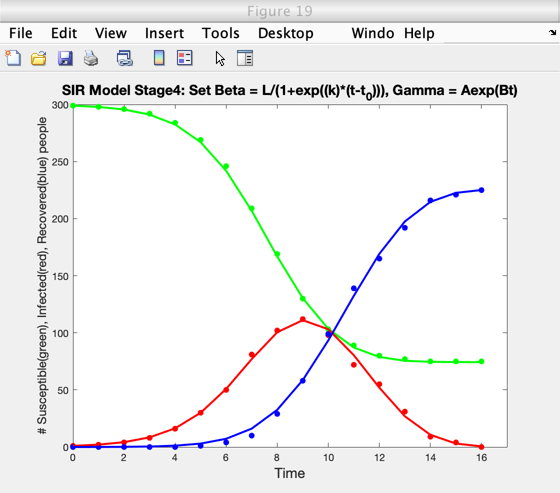 Figure 19
File Edit View Insert Tools Desktop Windo Help
SIR Model Stage4: Set Beta = L/(1+exp((k)*(t-t0))), Gamma = Aexp(Bt)
# Susceptible(green), Infected(red), Recovered(blue) people
300
250
200
150
100
50
0
0 2 4 6 8 10 12 14 16
Time